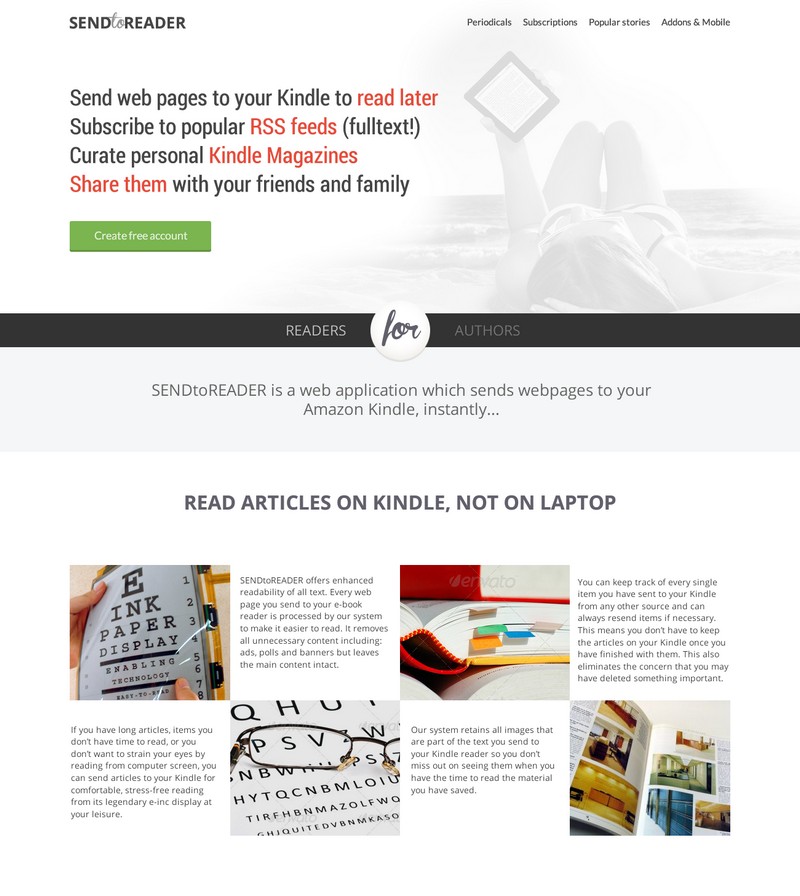 SENDtoREADER
Periodicals Subscriptions Popular stories Addons & Mobile
Send web pages to your Kindle to read later
Subscribe to popular RSS feeds (fulltext!)
Curate personal Kindle Magazines
Share them with your friends and family
Create free account
READERS for AUTHORS
SENDtoREADER is a web application which sends webpages to your
Amazon Kindle, instantly...
READ ARTICLES ON KINDLE, NOT ON LAPTOP
E 1
INK 2
PAPER 3
DISPLAY 4
ENABLING 5
TECHNOLOGY 6
EASY-TO-READ 7
8
SENDtoREADER offers enhanced
readability of all text. Every web
page you send to your e-book
reader is processed by our system
to make it easier to read. It removes
all unnecessary content including:
ads, polls and banners but leaves
the main content intact.
envato
You can keep track of every single
item you have sent to your Kindle
from any other source and can
always resend items if necessary.
This means you don't have to keep
the articles on your Kindle once you
have finished with them. This also
eliminates the concern that you may
have deleted something important.
If you have long articles, items you
don't have time to read, or you
don't want to strain your eyes by
reading from computer screen, you
can send articles to your Kindle for
comfortable, stress-free reading
from its legendary e-inc display at
your leisure.
Q H U
P S V
HYTQCNBMLOIU
TIRFHBNMAZOLFW
GHJQUITEDVBNMKAS
Our system retains all images that
are part of the text you send to
your Kindle reader so you don't
miss out on seeing them when you
have the time to read the material
you have saved.